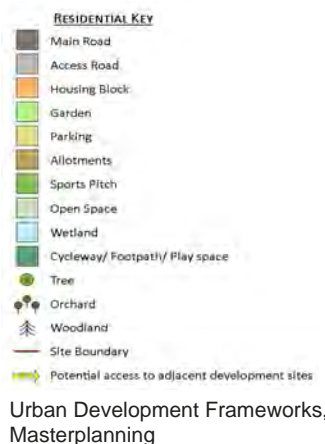 RESIDENTIAL KEY
Main Road
Access Road
Housing Block
Garden
Parking
Allotments
Sports Pitch
Open Space
Wetland
Cycleway/ Footpath/ Play space
Tree
Orchard
Woodland
Site Boundary
Potential access to adjacent development sites
Urban Development Frameworks,
Masterplanning